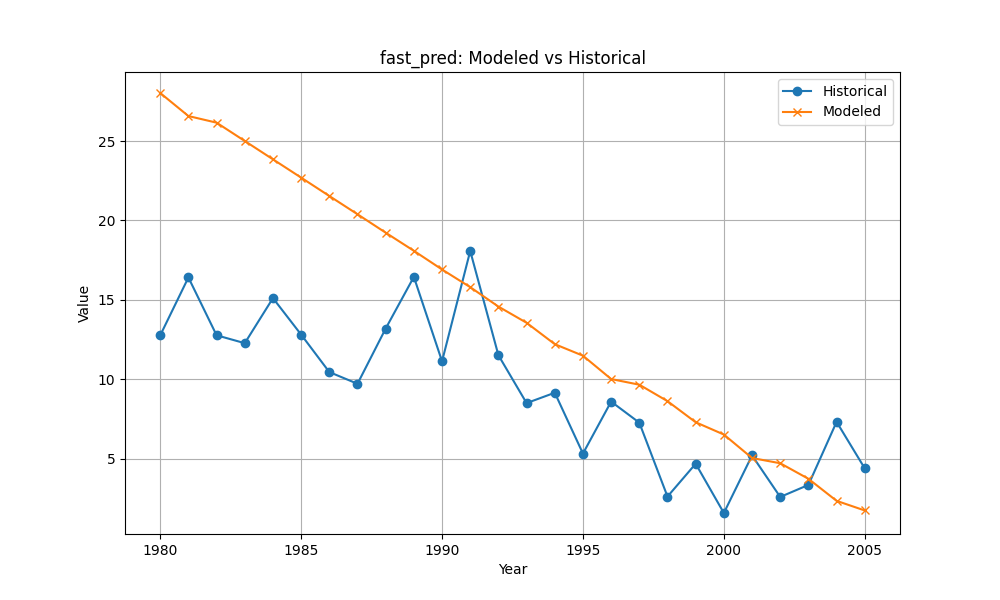 fast_pred: Modeled vs Historical
Historical
Modeled
25
20
15
10
5
Value
1980 1985 1990 1995 2000 2005
Year